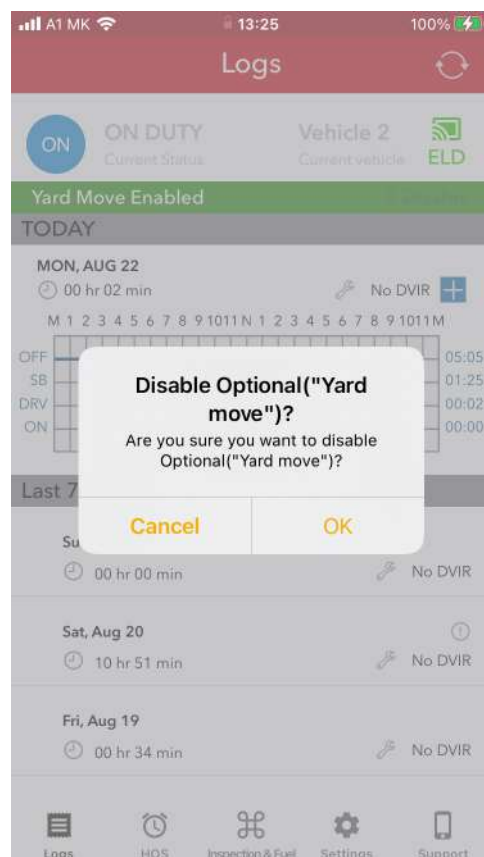 A1 MK 13:25 100%
Logs
ON ON DUTY Vehicle 2
Current Status Current vehicle ELD
Yard Move Enabled
TODAY
MON, AUG 22
00 hr 02 min No DVIR
M 1 2 3 4 5 6 7 8 9 10 11 N 1 2 3 4 5 6 7 8 9 10 11 M
OFF 05:05
SB 01:25
DRV 00:02
ON 00:00
Disable Optional("Yard
move")?
Are you sure you want to disable
Optional("Yard move")?
Cancel OK
Last 7
Su
00 hr 00 min No DVIR
Sat, Aug 20
10 hr 51 min No DVIR
Fri, Aug 19
00 hr 34 min No DVIR
Logs HOS Inspection & Fuel Settings Support